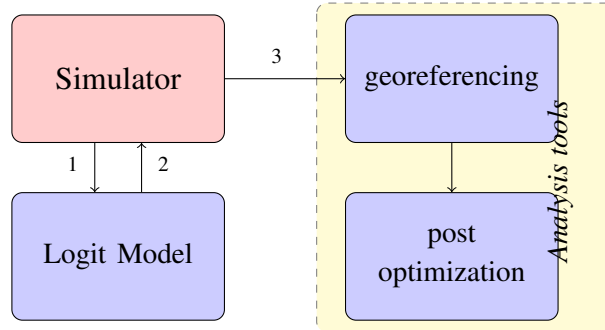 Simulator
3
georeferencing
1
2
Logit Model
post
optimization
Analysis tools